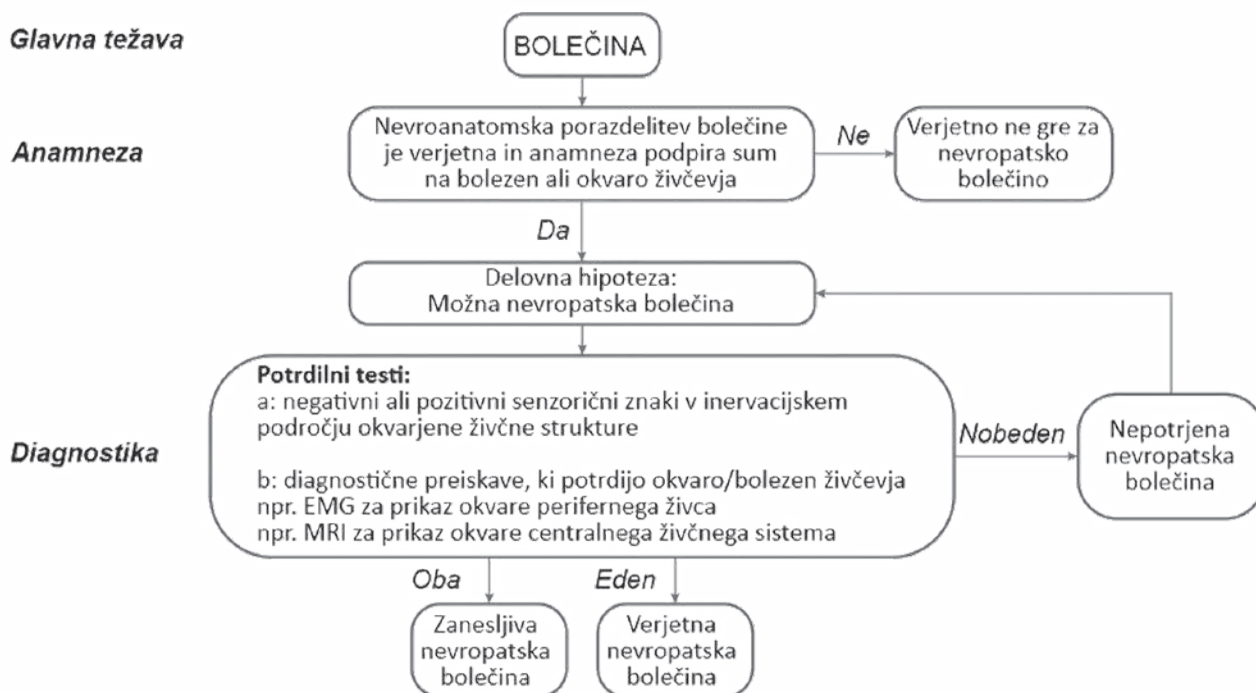 Glavna težava
BOLEČINA
Anamneza
Nevroanatomska porazdelitev bolečine
je verjetna in anamneza podpira sum
na bolezen ali okvaro živčevja
Ne
Verjetno ne gre za
nevropatsko
bolečino
Da
Delovna hipoteza:
Možna nevropatska bolečina
Diagnostika
Potrdilni testi:
a: negativni ali pozitivni senzorični znaki v inervacijskem
področju okvarjene živčne strukture
b: diagnostične preiskave, ki potrdijo okvaro/bolezen živčevja
npr. EMG za prikaz okvare perifernega živca
npr. MRI za prikaz okvare centralnega živčnega sistema
Nobeden
Nepotrjena
nevropatska
bolečina
Oba
Eden
Zanesljiva
nevropatska
bolečina
Verjetna
nevropatska
bolečina